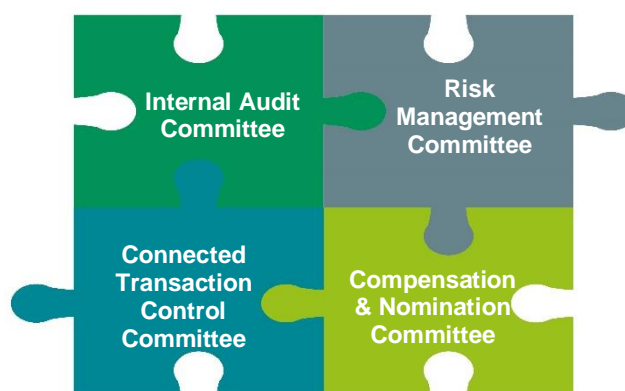 Internal Audit
Committee
Risk
Management
Committee
Connected
Transaction
Control
Committee
Compensation
& Nomination
Committee